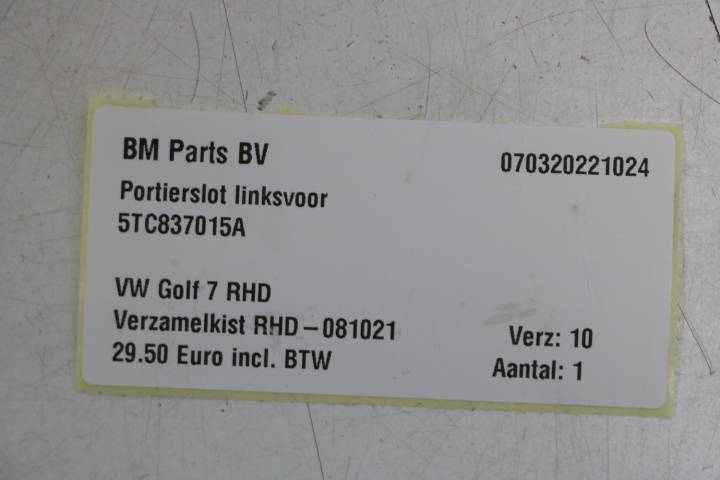 BM Parts BV
070320221024
Portierslot linksvoor
5TC837015A
VW Golf 7 RHD
Verzamelkist RHD-081021
Verz: 10
29.50 Euro incl. BTW
Aantal: 1